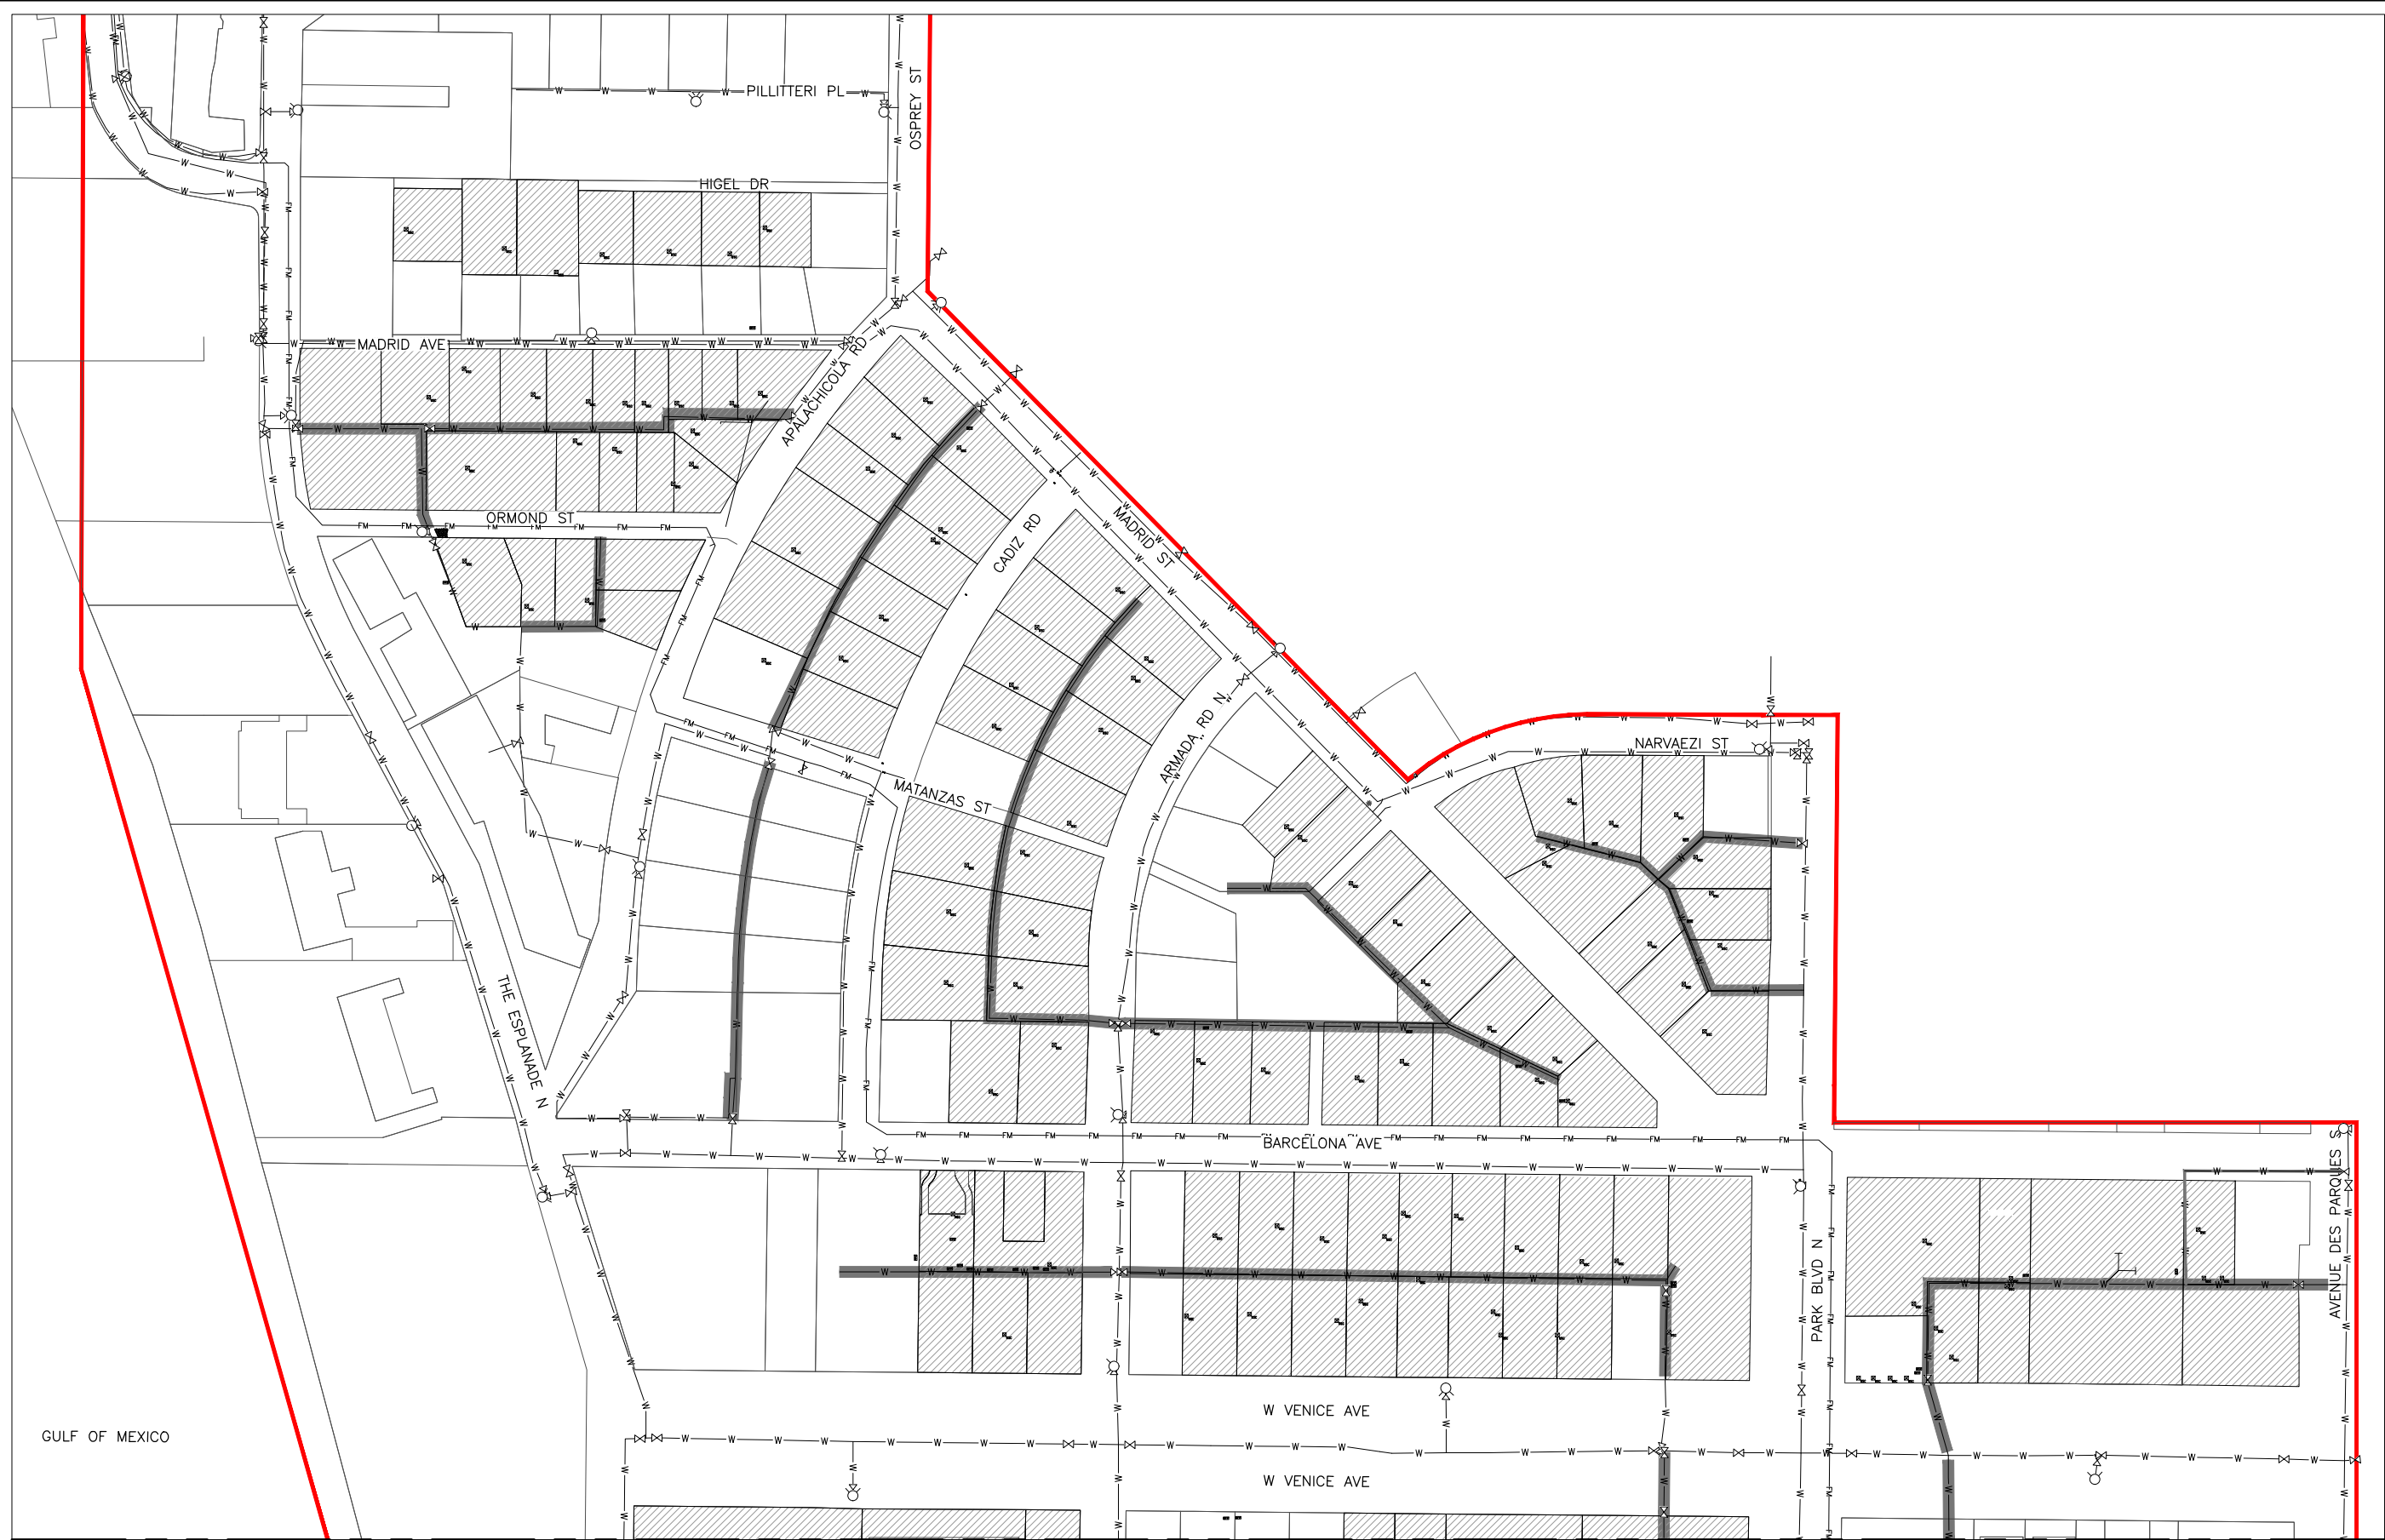 PILLITTERI PL
OSPREY ST
HIGEL DR
MADRID AVE
APALACHICOLA RD
ORMOND ST
CADIZ RD
MADRID ST
ARMADA RD N
NARVAEZI ST
MATANZAS ST
THE ESPLANADE N
BARCELONA AVE
AVENUE DES PARQUES S
PARK BLVD N
W VENICE AVE
GULF OF MEXICO
W VENICE AVE